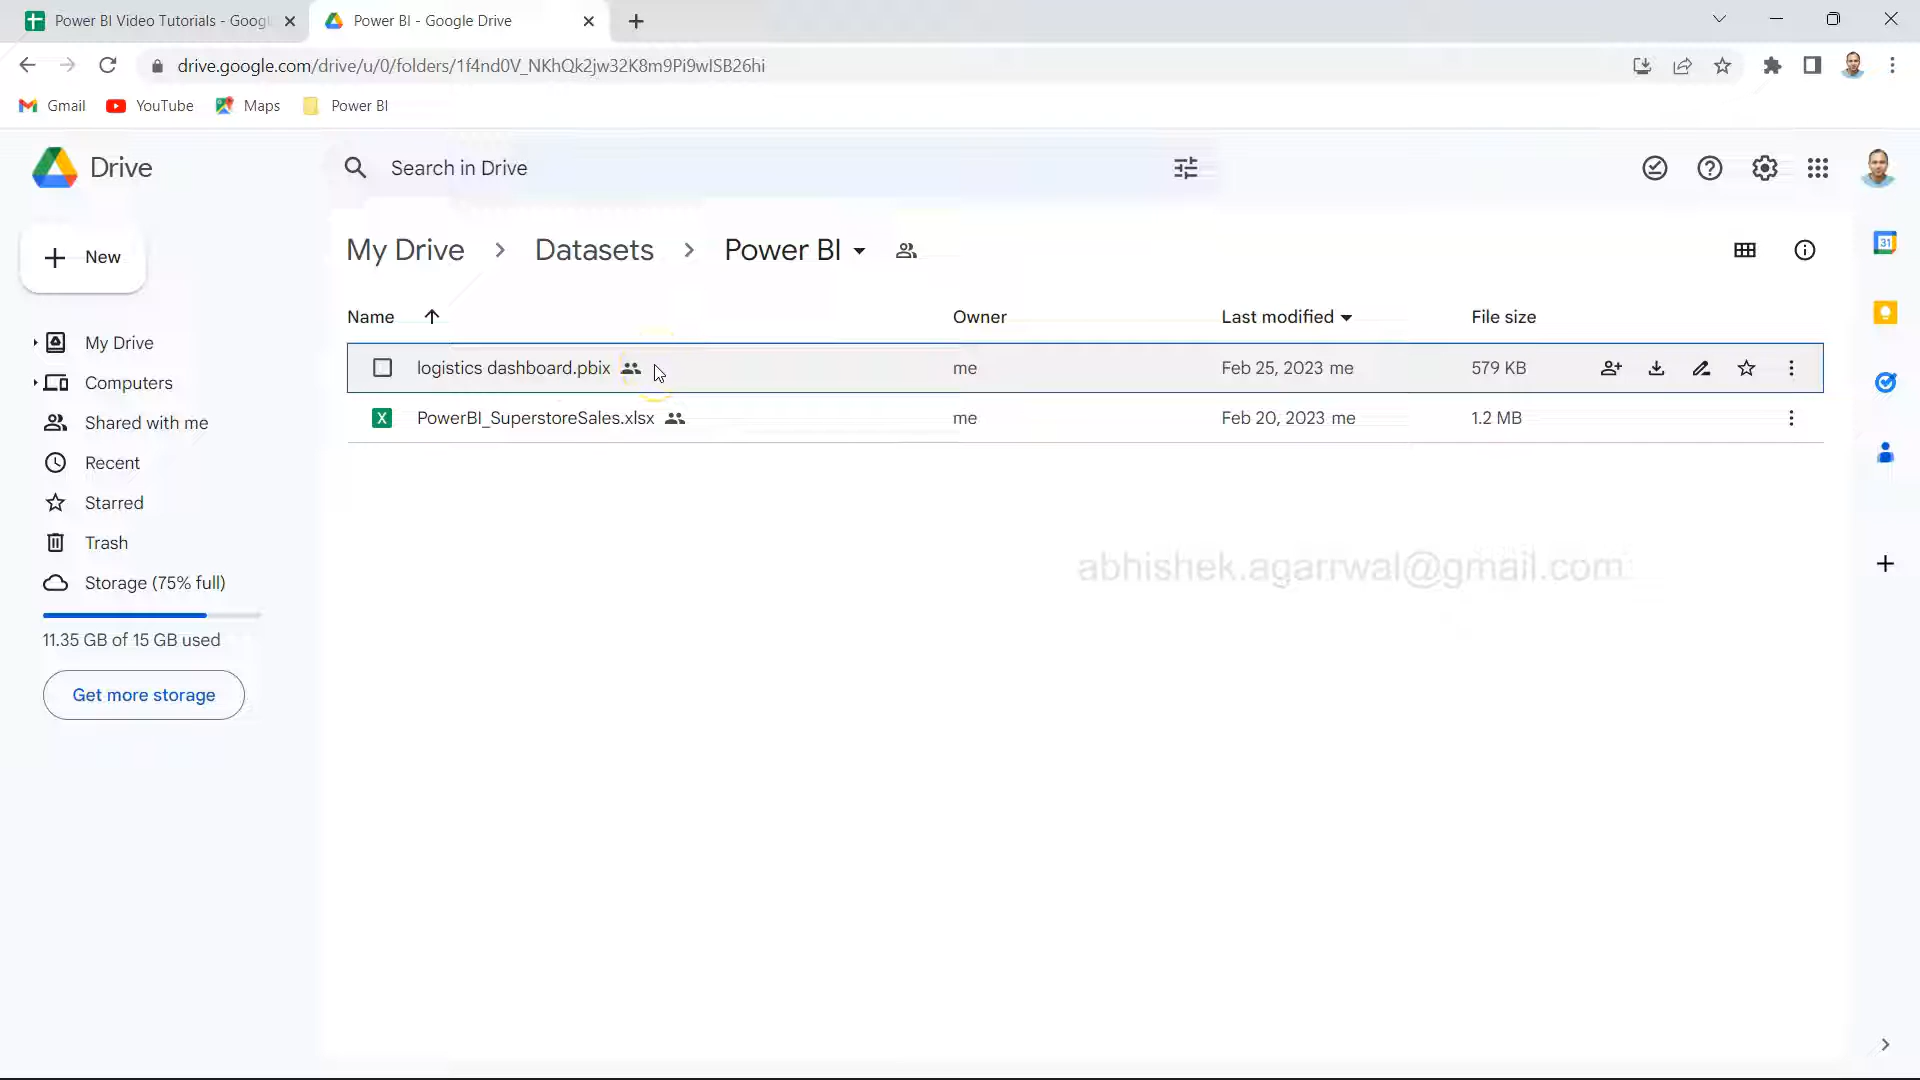 Power BI Video Tutorials - Googl
Power BI - Google Drive
drive.google.com/drive/u/0/folders/1f4nd0V_NKhQk2jw32K8m9Pi9wISB26hi
Gmail
YouTube
Maps
Power BI
Drive
Search in Drive
New
My Drive > Datasets > Power BI
31
Name
Owner
Last modified
File size
My Drive
logistics dashboard.pbix
me
Feb 25, 2023 me
579 KB
Computers
X PowerBI_SuperstoreSales.xlsx
me
Feb 20, 2023 me
1.2 MB
Shared with me
Recent
Starred
Trash
abhishek.agarrwal@gmail.com
Storage (75% full)
11.35 GB of 15 GB used
Get more storage